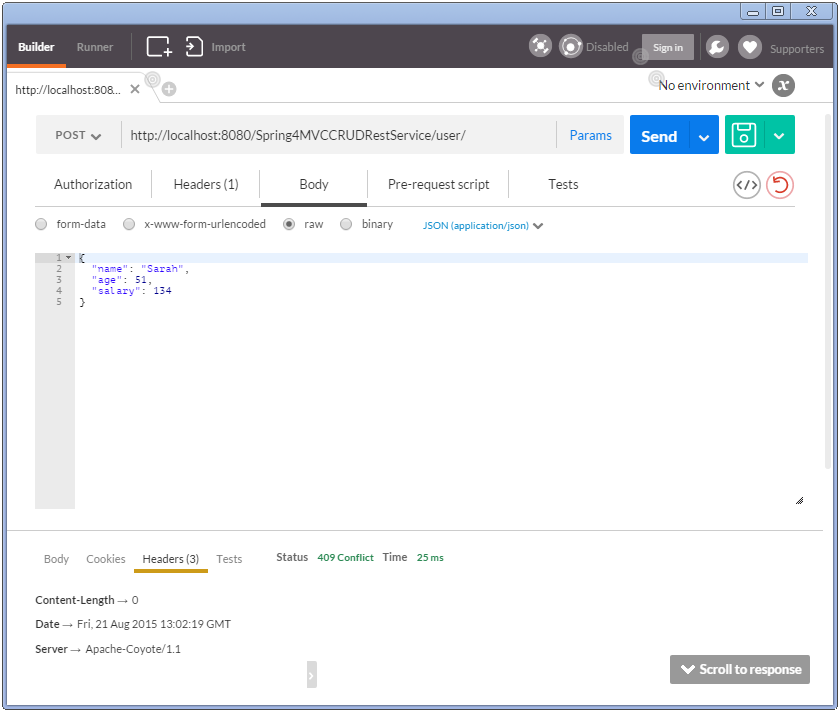 Builder Runner Import Disabled Sign in Supporters
http://localhost:808... No environment
POST http://localhost:8080/Spring4MVCCRUDRestService/user/ Params Send
Authorization Headers (1) Body Pre-request script Tests
form-data x-www-form-urlencoded raw binary JSON (application/json)
1 {
2 "name": "Sarah",
3 "age": 51,
4 "salary": 134
5 }
Body Cookies Headers (3) Tests Status 409 Conflict Time 25 ms
Content-Length → 0
Date → Fri, 21 Aug 2015 13:02:19 GMT
Server → Apache-Coyote/1.1
Scroll to response